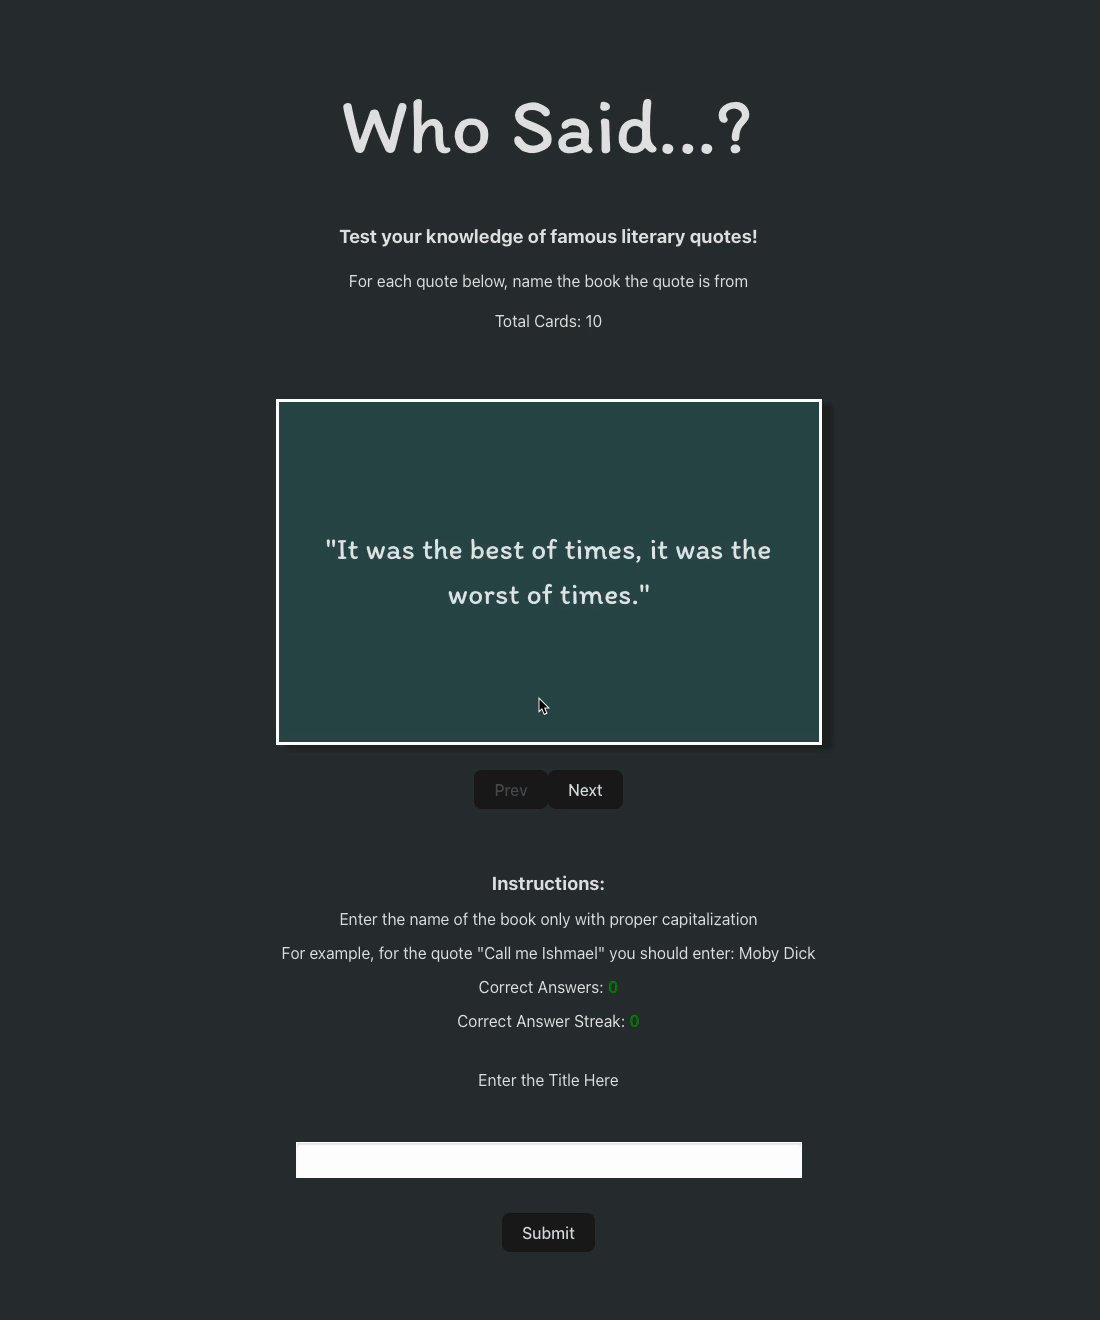 Who Said...?
Test your knowledge of famous literary quotes!
For each quote below, name the book the quote is from
Total Cards: 10
"It was the best of times, it was the
worst of times."
Prev Next
Instructions:
Enter the name of the book only with proper capitalization
For example, for the quote "Call me Ishmael" you should enter: Moby Dick
Correct Answers: 0
Correct Answer Streak: 0
Enter the Title Here
Submit